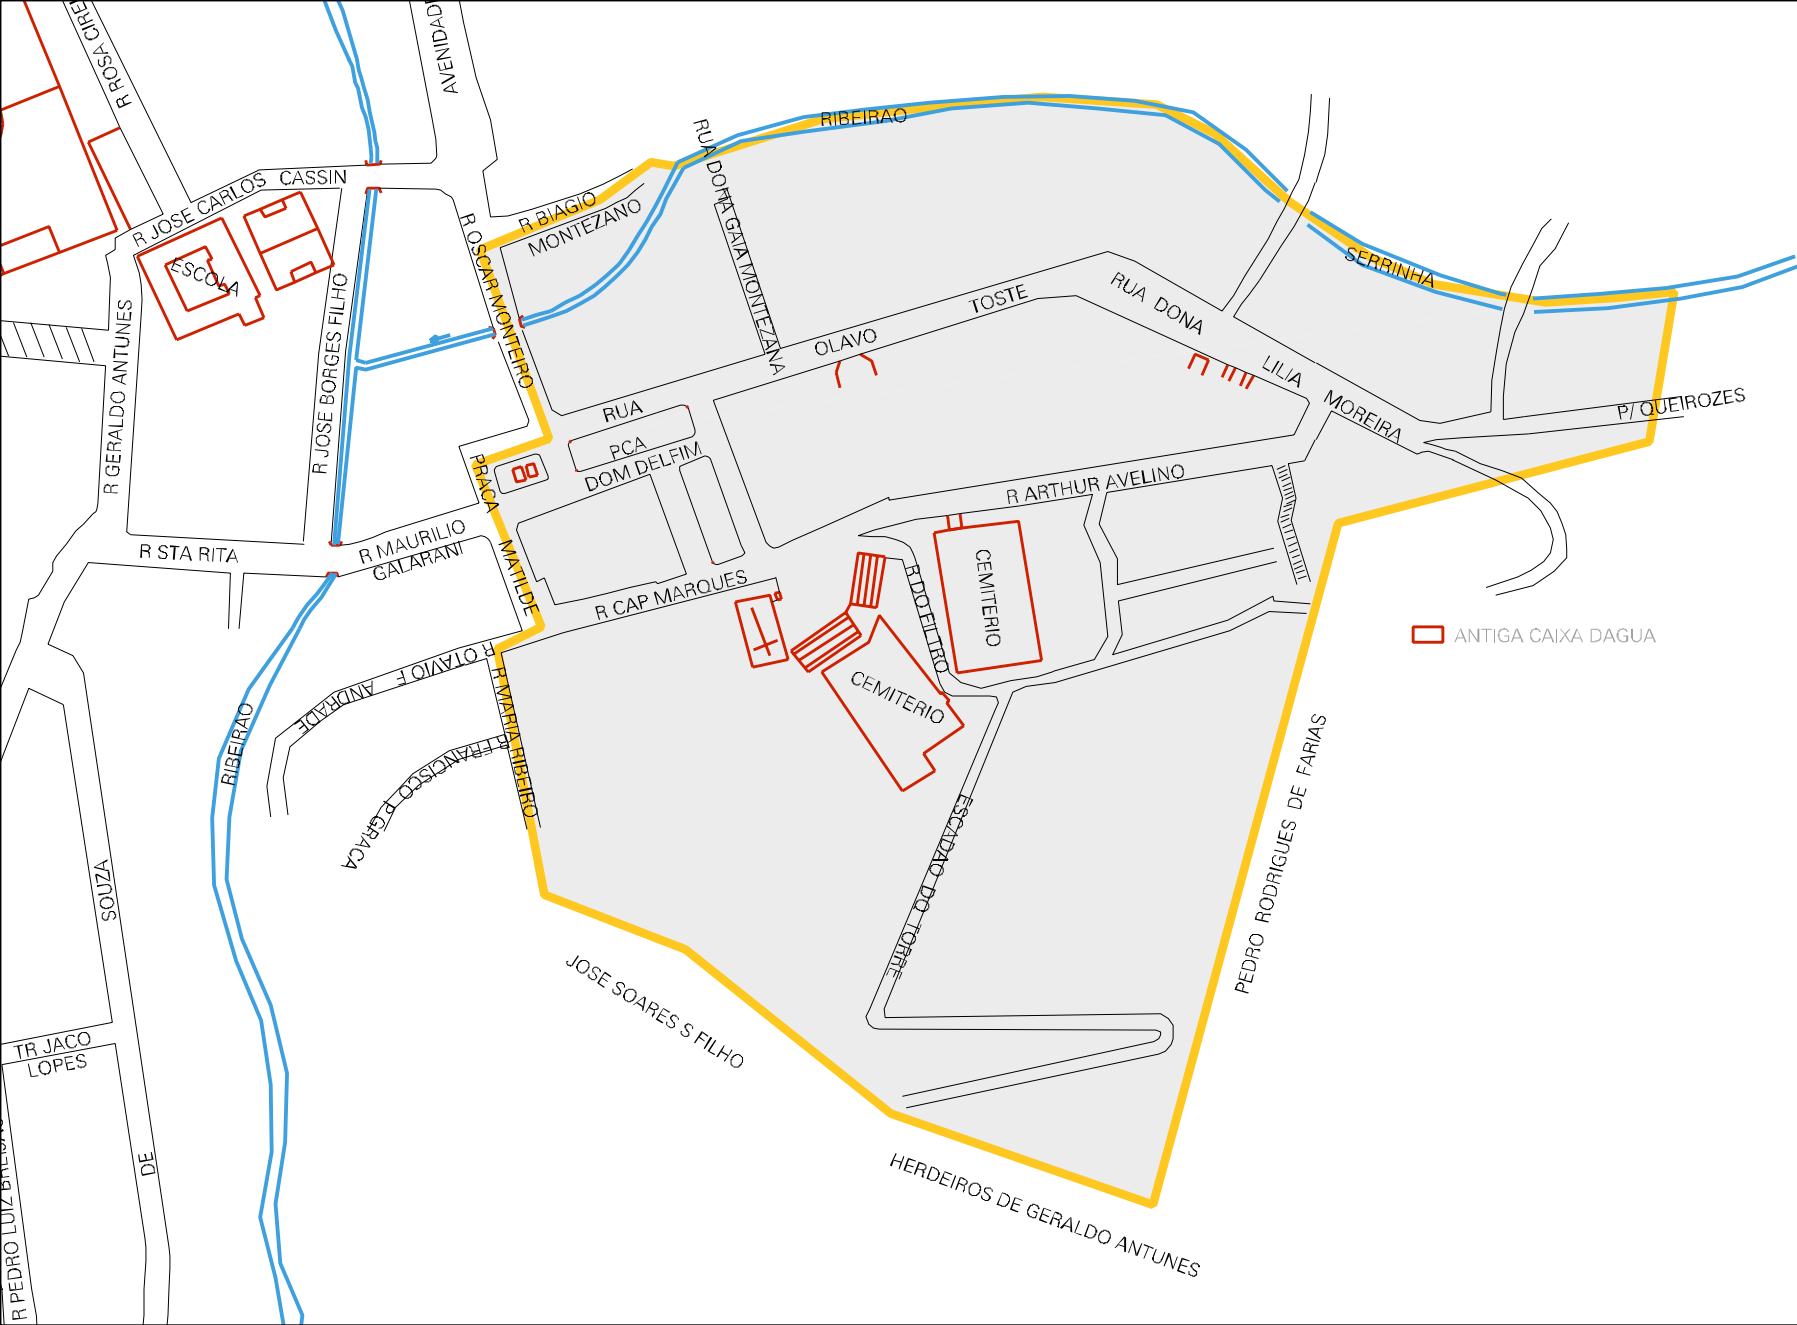 R ROSA CIRE
AVENIDAD
R JOSE CARLOS CASSIN
ESCOLA
R GERALDO ANTUNES
R JOSE BORGES FILHO
R OSCAR MONTEIRO
R BIAGIO
MONTEZANO
RUA DONA GAIA MONTEZANA
RIBEIRAO
SERRINHA
RUA OLAVO TOSTE
RUA DONA LILIA MOREIRA
P/ QUEIROZES
PCA
DOM DELFIM
PRACA MATILDE
R ARTHUR AVELINO
R STA RITA
R MAURILIO
GALARANI
R CAP MARQUES
R DO FILTRO
CEMITERIO
CEMITERIO
ANTIGA CAIXA DAGUA
R OTAVIO F ANDRADE
R MARIA RIBEIRO
R FRANCISCO P GRACA
RIBEIRAO
ESCADAO DO TORRE
PEDRO RODRIGUES DE FARIAS
SOUZA
DE
JOSE SOARES S FILHO
TR JACO
LOPES
HERDEIROS DE GERALDO ANTUNES
R PEDRO LUIZ